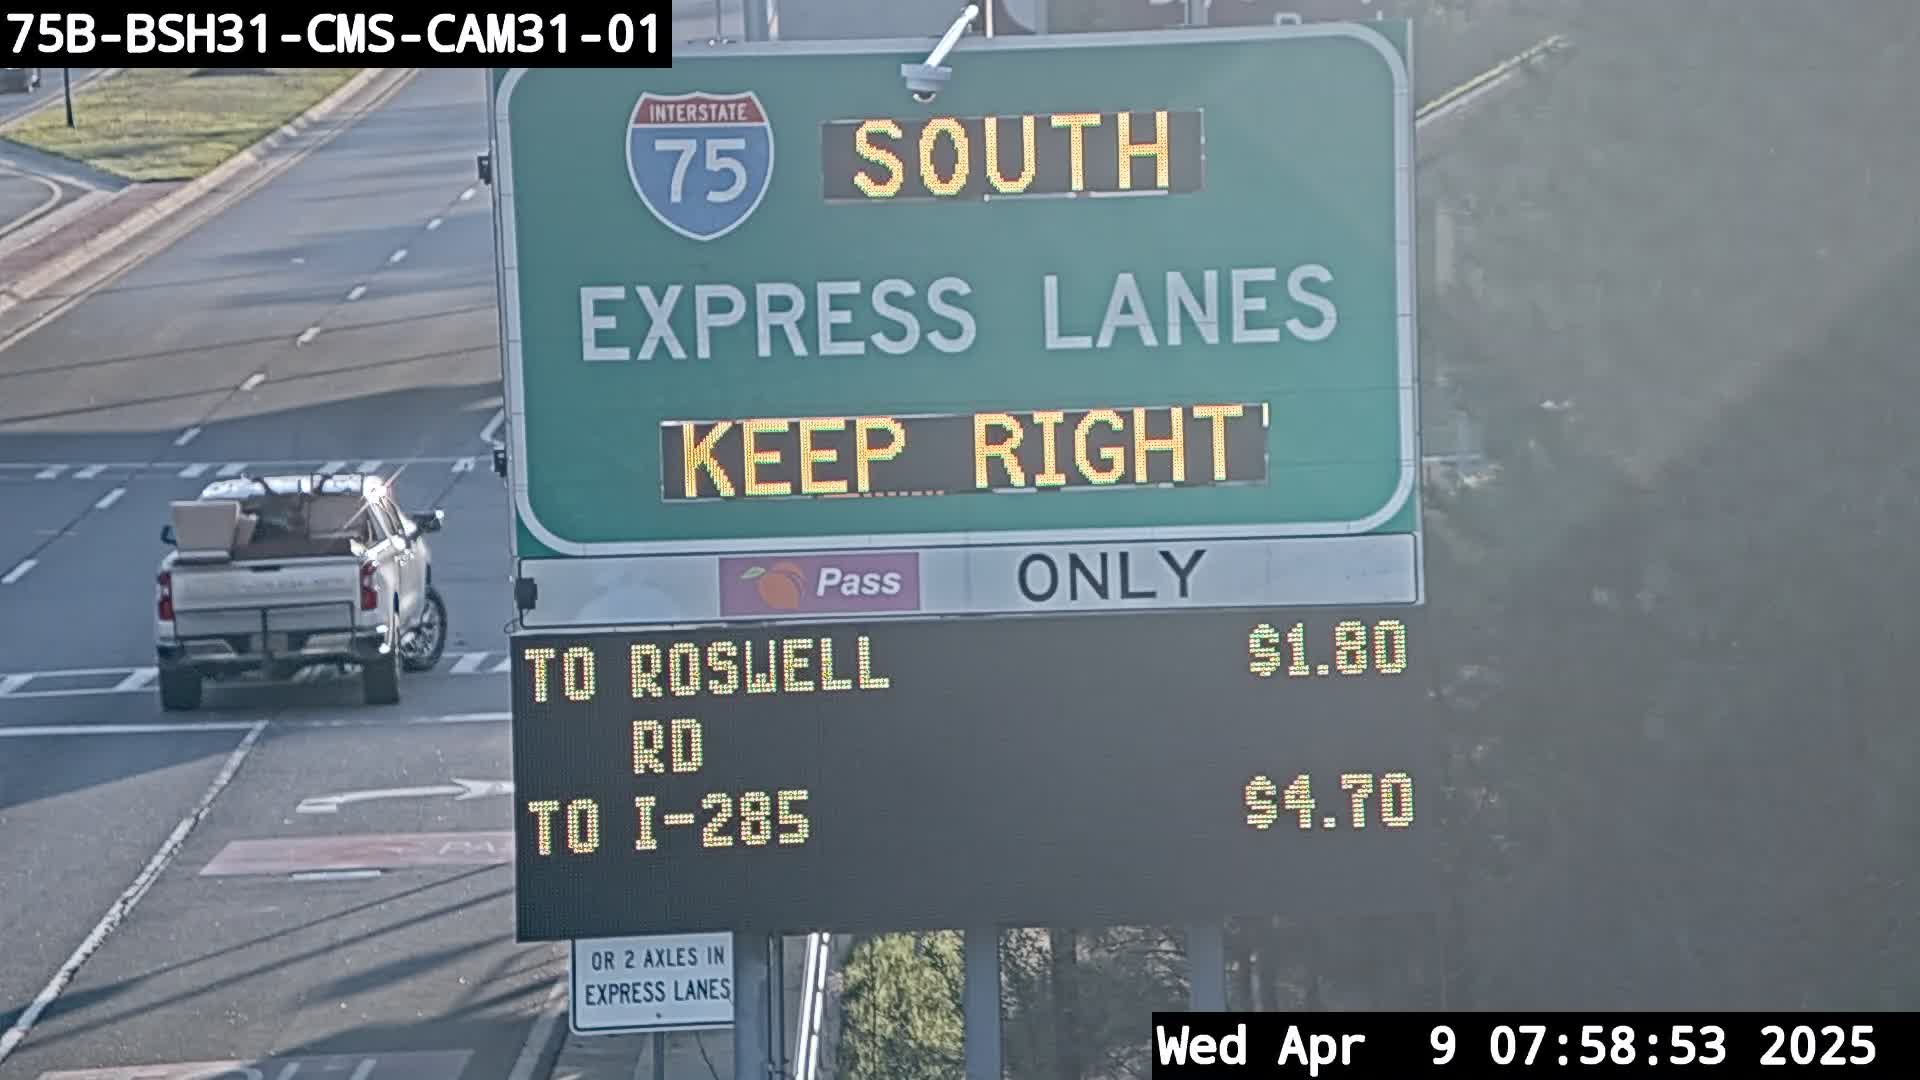 75B-BSH31-CMS-CAM31-01
INTERSTATE
75
SOUTH
EXPRESS LANES
KEEP RIGHT
Pass ONLY
TO ROSWELL $1.80
RD
TO I-285 $4.70
OR 2 AXLES IN
EXPRESS LANES
Wed Apr 9 07:58:53 2025